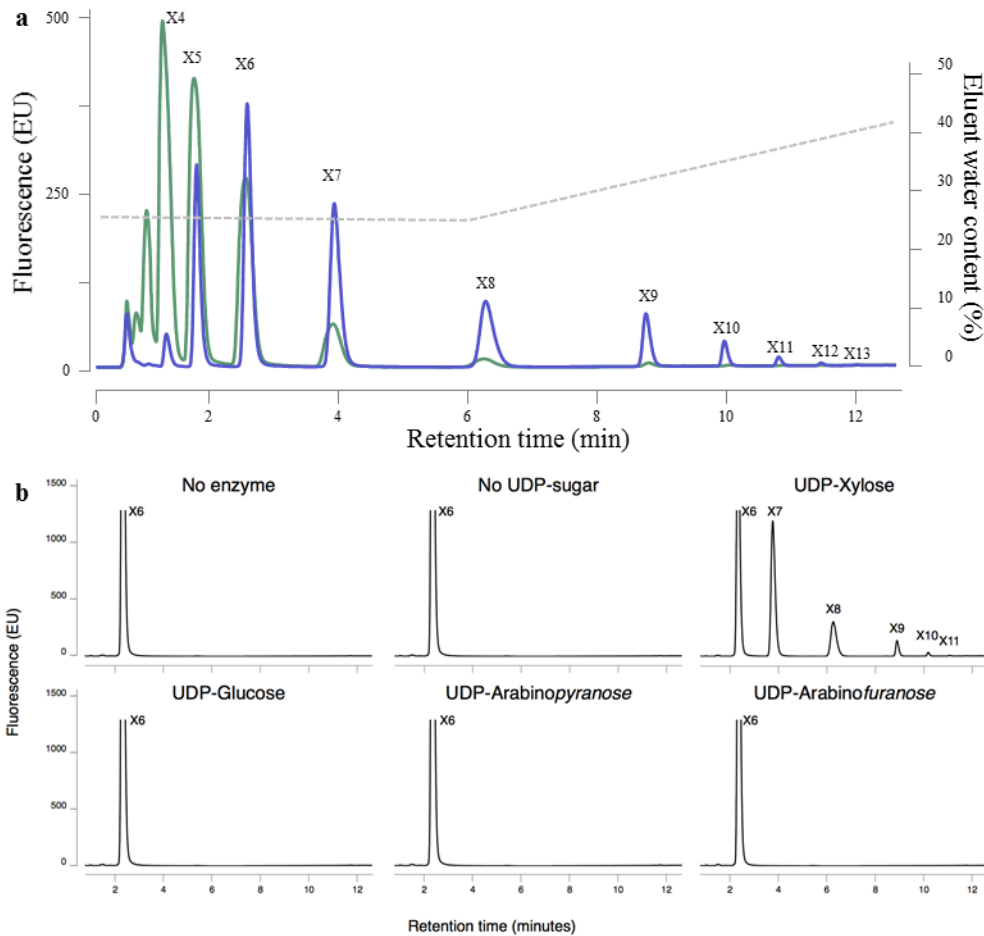 a
X4
X5
X6
X7
X8
X9
X10
X11
X12
X13
500
250
0
Fluorescence (EU)
50
40
30
20
10
0
Eluent water content (%)
0
2
4
6
8
10
12
Retention time (min)
b
No enzyme
No UDP-sugar
UDP-Xylose
1500
1000
500
0
X6
X6
X6 X7
X8
X9
X10
X11
Fluorescence (EU)
UDP-Glucose
UDP-Arabinopyranose
UDP-Arabinofuranose
1500
1000
500
0
X6
X6
X6
2 4 6 8 10 12
2 4 6 8 10 12
2 4 6 8 10 12
Retention time (minutes)